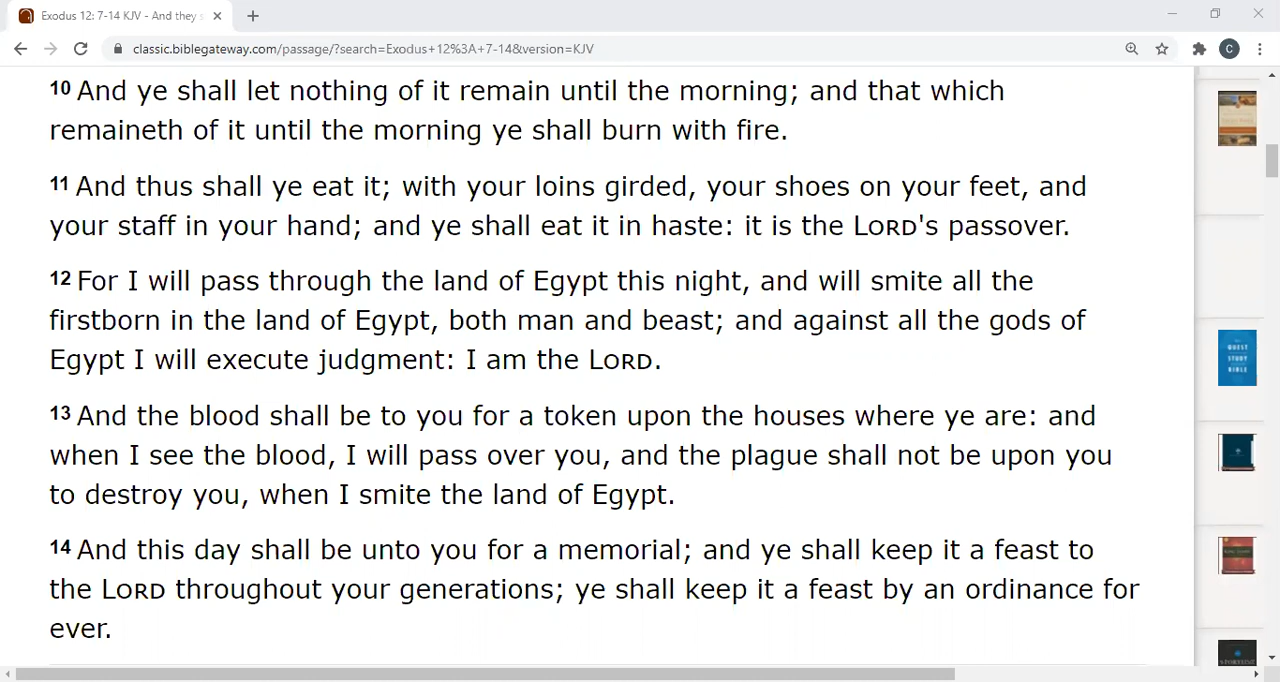 Exodus 12: 7-14 KJV - And they s
classic.biblegateway.com/passage/?search=Exodus+12%3A+7-14&version=KJV
C
10 And ye shall let nothing of it remain until the morning; and that which
remaineth of it until the morning ye shall burn with fire.
11 And thus shall ye eat it; with your loins girded, your shoes on your feet, and
your staff in your hand; and ye shall eat it in haste: it is the LORD's passover.
12 For I will pass through the land of Egypt this night, and will smite all the
firstborn in the land of Egypt, both man and beast; and against all the gods of
Egypt I will execute judgment: I am the LORD.
13 And the blood shall be to you for a token upon the houses where ye are: and
when I see the blood, I will pass over you, and the plague shall not be upon you
to destroy you, when I smite the land of Egypt.
14 And this day shall be unto you for a memorial; and ye shall keep it a feast to
the LORD throughout your generations; ye shall keep it a feast by an ordinance for
ever.
QUEST
STUDY
BIBLE